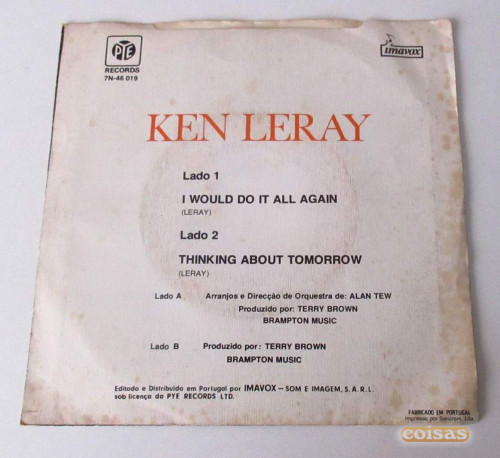 PYE
RECORDS
7N-46 019
imavox
KEN LERAY
Lado 1
I WOULD DO IT ALL AGAIN
(LERAY)
Lado 2
THINKING ABOUT TOMORROW
(LERAY)
Lado A Arranjos e Direcção de Orquestra de: ALAN TEW
Produzido por: TERRY BROWN
BRAMPTON MUSIC
Lado B Produzido por: TERRY BROWN
BRAMPTON MUSIC
Editado e Distribuido em Portugal por IMAVOX — SOM E IMAGEM, S. A. R. L.
sob licença da PYE RECORDS LTD.
FABRICADO EM PORTUGAL
Impresso por
coisas